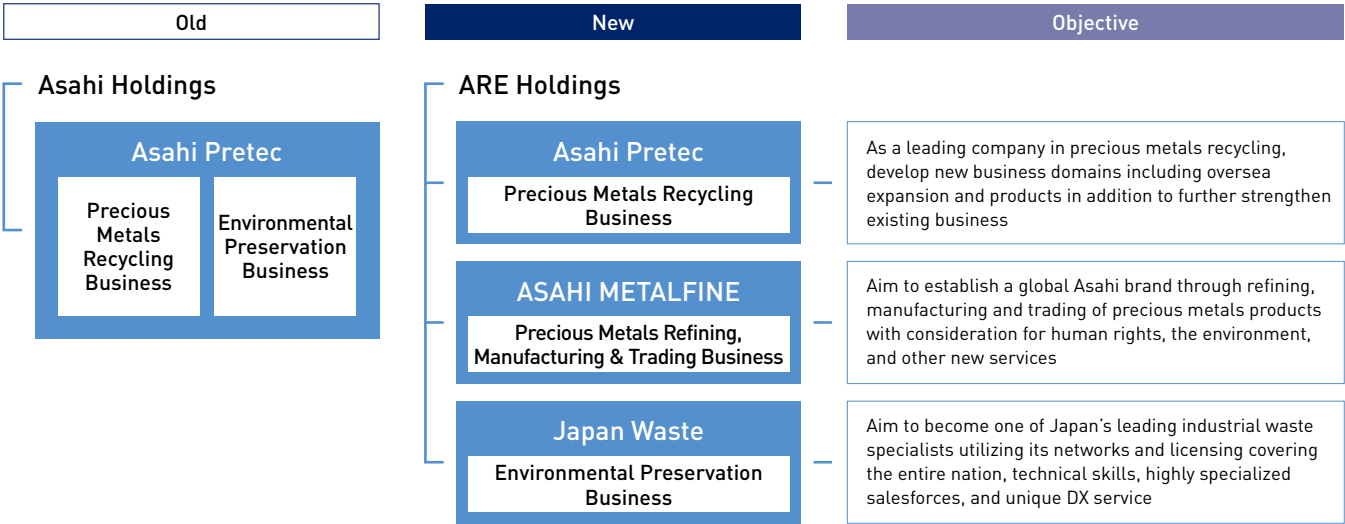 Old
New
Objective
Asahi Holdings
Asahi Pretec
Precious
Metals
Recycling
Business
Environmental
Preservation
Business
ARE Holdings
Asahi Pretec
Precious Metals Recycling
Business
As a leading company in precious metals recycling,
develop new business domains including oversea
expansion and products in addition to further strengthen
existing business
ASAHI METALFINE
Precious Metals Refining,
Manufacturing & Trading Business
Aim to establish a global Asahi brand through refining,
manufacturing and trading of precious metals products
with consideration for human rights, the environment,
and other new services
Japan Waste
Environmental Preservation
Business
Aim to become one of Japan's leading industrial waste
specialists utilizing its networks and licensing covering
the entire nation, technical skills, highly specialized
salesforces, and unique DX service